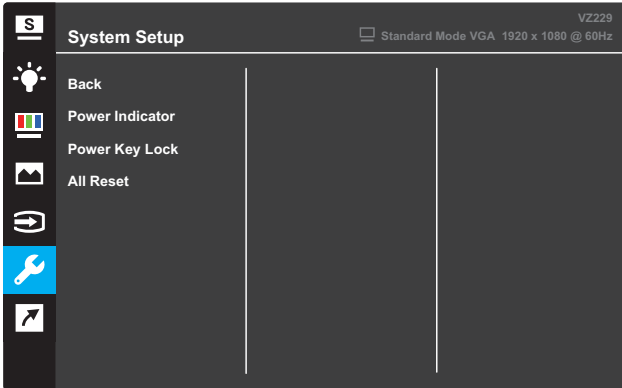 S
VZ229
System Setup
Standard Mode VGA 1920 x 1080 @ 60Hz
Back
Power Indicator
Power Key Lock
All Reset